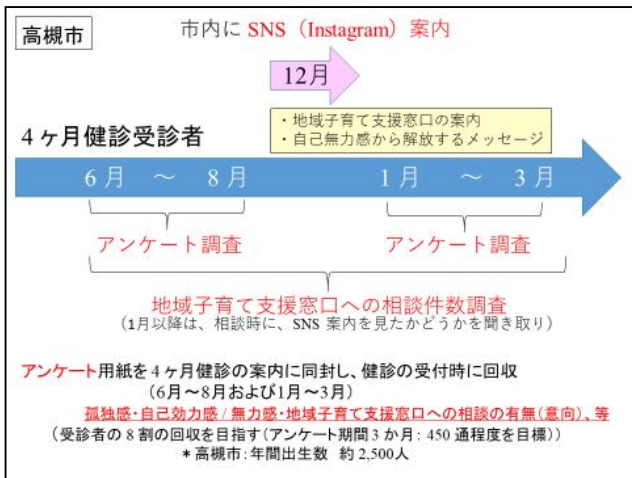 高槻市
市内に SNS（Instagram）案内
12月
・地域子育て支援窓口の案内
・自己無力感から解放するメッセージ
4ヶ月健診受診者
6月 ～ 8月
1月 ～ 3月
アンケート調査
アンケート調査
地域子育て支援窓口への相談件数調査
（1月以降は、相談時に、SNS 案内を見たかどうかを聞き取り）
アンケート用紙を4ヶ月健診の案内に同封し、健診の受付時に回収
（6月～8月および1月～3月）
孤独感・自己効力感 / 無力感・地域子育て支援窓口への相談の有無(意向)、等
（受診者の 8 割の回収を目指す(アンケート期間 3 か月： 450 通程度を目標)）
＊高槻市：年間出生数 約 2,500人